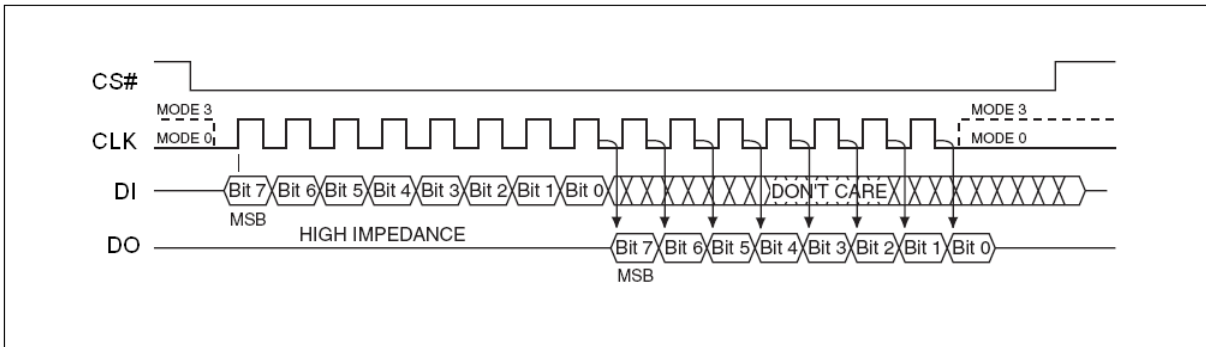 CS#
MODE 3 MODE 3
CLK MODE 0 MODE 0
DI Bit 7 Bit 6 Bit 5 Bit 4 Bit 3 Bit 2 Bit 1 Bit 0 DON'T CARE
MSB
HIGH IMPEDANCE
DO Bit 7 Bit 6 Bit 5 Bit 4 Bit 3 Bit 2 Bit 1 Bit 0
MSB